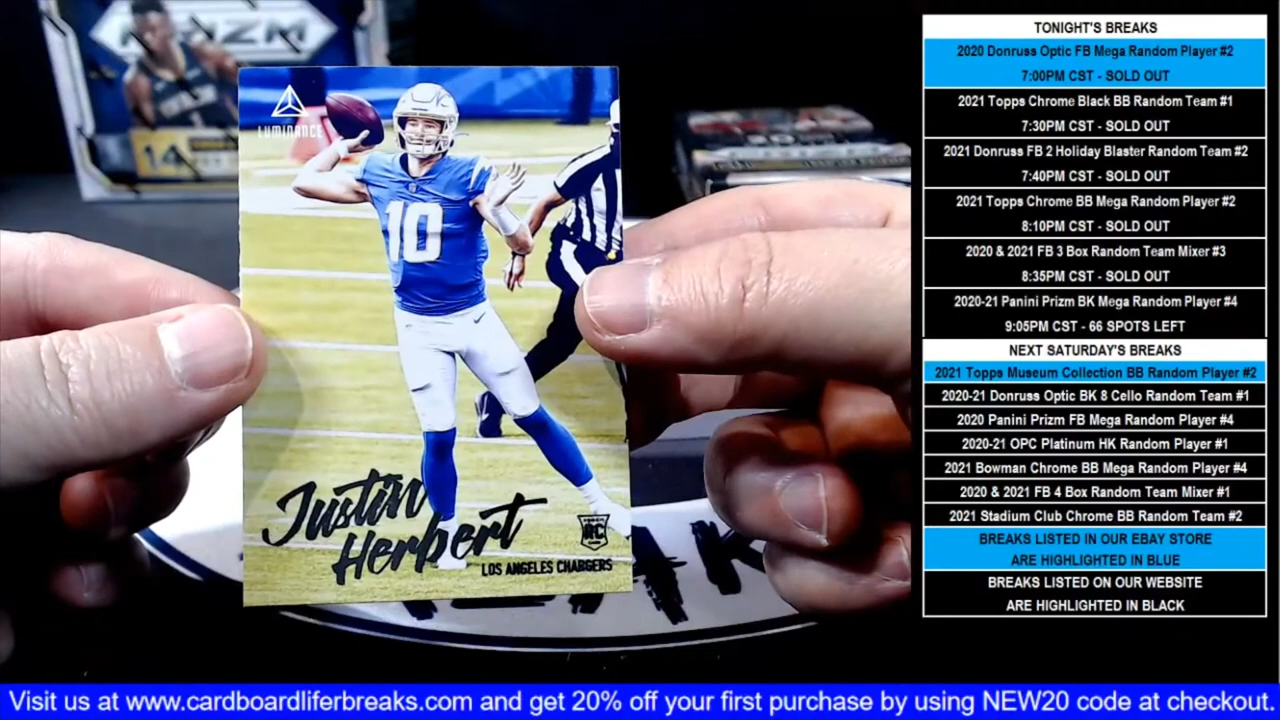 PRIZM
14
LUMINANCE
10
Justin
Herbert
RC
LOS ANGELES CHARGERS
TONIGHT'S BREAKS
2020 Donruss Optic FB Mega Random Player #2
7:00PM CST - SOLD OUT
2021 Topps Chrome Black BB Random Team #1
7:30PM CST - SOLD OUT
2021 Donruss FB 2 Holiday Blaster Random Team #2
7:40PM CST - SOLD OUT
2021 Topps Chrome BB Mega Random Player #2
8:10PM CST - SOLD OUT
2020 & 2021 FB 3 Box Random Team Mixer #3
8:35PM CST - SOLD OUT
2020-21 Panini Prizm BK Mega Random Player #4
9:05PM CST - 66 SPOTS LEFT
NEXT SATURDAY'S BREAKS
2021 Topps Museum Collection BB Random Player #2
2020-21 Donruss Optic BK 8 Cello Random Team #1
2020 Panini Prizm FB Mega Random Player #4
2020-21 OPC Platinum HK Random Player #1
2021 Bowman Chrome BB Mega Random Player #4
2020 & 2021 FB 4 Box Random Team Mixer #1
2021 Stadium Club Chrome BB Random Team #2
BREAKS LISTED IN OUR EBAY STORE
ARE HIGHLIGHTED IN BLUE
BREAKS LISTED ON OUR WEBSITE
ARE HIGHLIGHTED IN BLACK
Visit us at www.cardboardliferbreaks.com and get 20% off your first purchase by using NEW20 code at checkout.